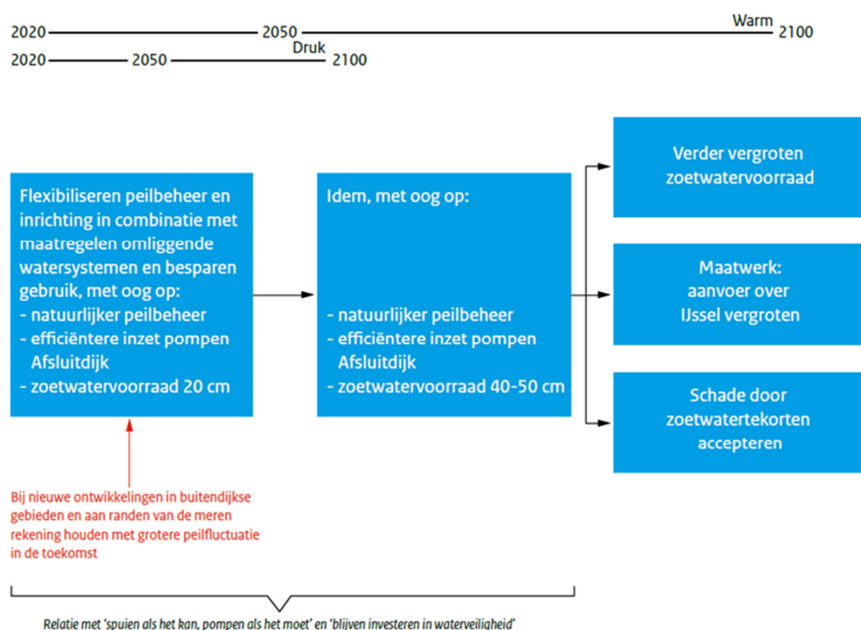 Warm
2020 2050 2100
Druk
2020 2050 2100
Flexibiliseren peilbeheer en
inrichting in combinatie met
maatregelen omliggende
watersystemen en besparen
gebruik, met oog op:
- natuurlijker peilbeheer
- efficiëntere inzet pompen
Afsluitdijk
- zoetwatervoorraad 20 cm
Idem, met oog op:
- natuurlijker peilbeheer
- efficiëntere inzet pompen
Afsluitdijk
- zoetwatervoorraad 40-50 cm
Verder vergroten
zoetwatervoorraad
Maatwerk:
aanvoer over
IJssel vergroten
Schade door
zoetwatertekorten
accepteren
Bij nieuwe ontwikkelingen in buitendijkse
gebieden en aan randen van de meren
rekening houden met grotere peilfluctuatie
in de toekomst
Relatie met 'spuien als het kan, pompen als het moet' en 'blijven investeren in waterveiligheid'